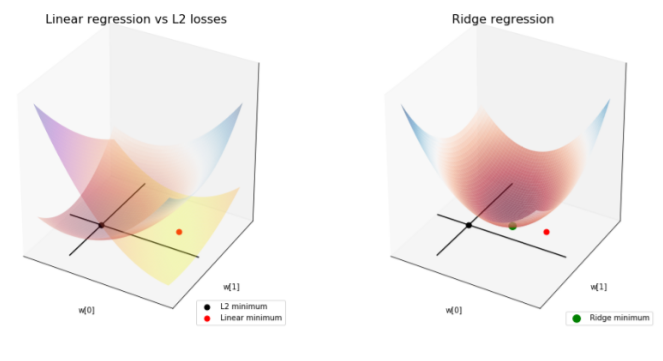 Linear regression vs L2 losses
w[0]
w[1]
L2 minimum
Linear minimum
Ridge regression
w[0]
w[1]
Ridge minimum